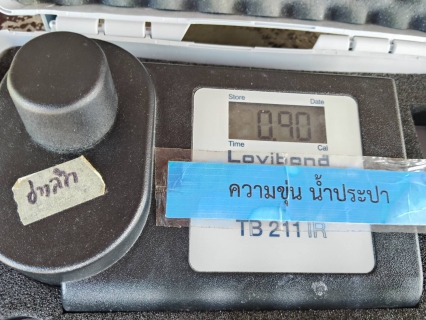 Store Date
0.90
Time Cal
Lovibond
ความขุ่น น้ำประปา
TB 211 IR